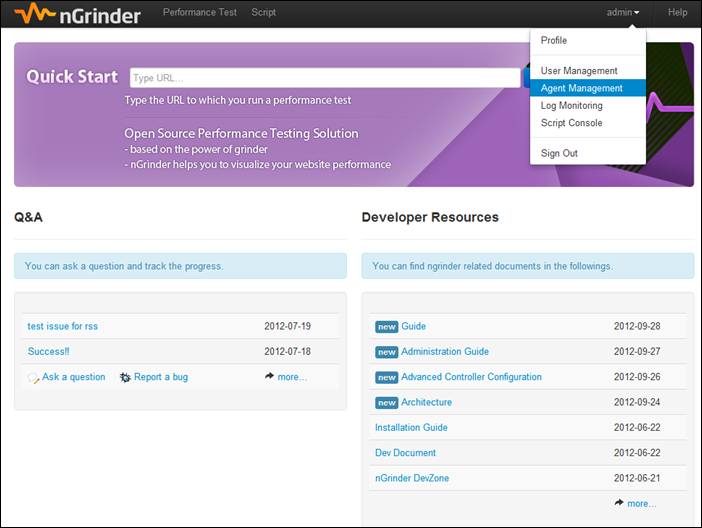 nGrinder Performance Test Script admin Help
Profile
User Management
Agent Management
Log Monitoring
Script Console
Sign Out
Quick Start Type URL...
Type the URL to which you run a performance test
Open Source Performance Testing Solution
- based on the power of grinder
- nGrinder helps you to visualize your website performance
Q&A
You can ask a question and track the progress.
test issue for rss 2012-07-19
Success!! 2012-07-18
Ask a question Report a bug more...
Developer Resources
You can find ngrinder related documents in the followings.
new Guide 2012-09-28
new Administration Guide 2012-09-27
new Advanced Controller Configuration 2012-09-26
new Architecture 2012-09-24
Installation Guide 2012-06-22
Dev Document 2012-06-22
nGrinder DevZone 2012-06-21
more...